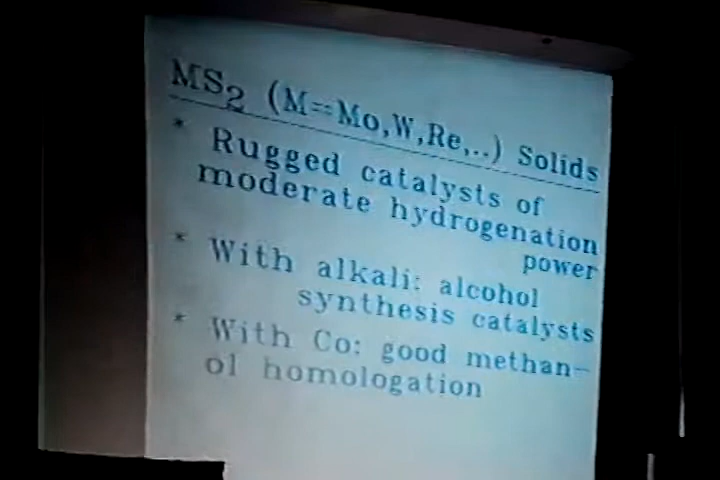 MS2 (M=Mo,W,Re,..) Solids
* Rugged catalysts of
moderate hydrogenation
power
* With alkali: alcohol
synthesis catalysts
* With Co: good methan-
ol homologation